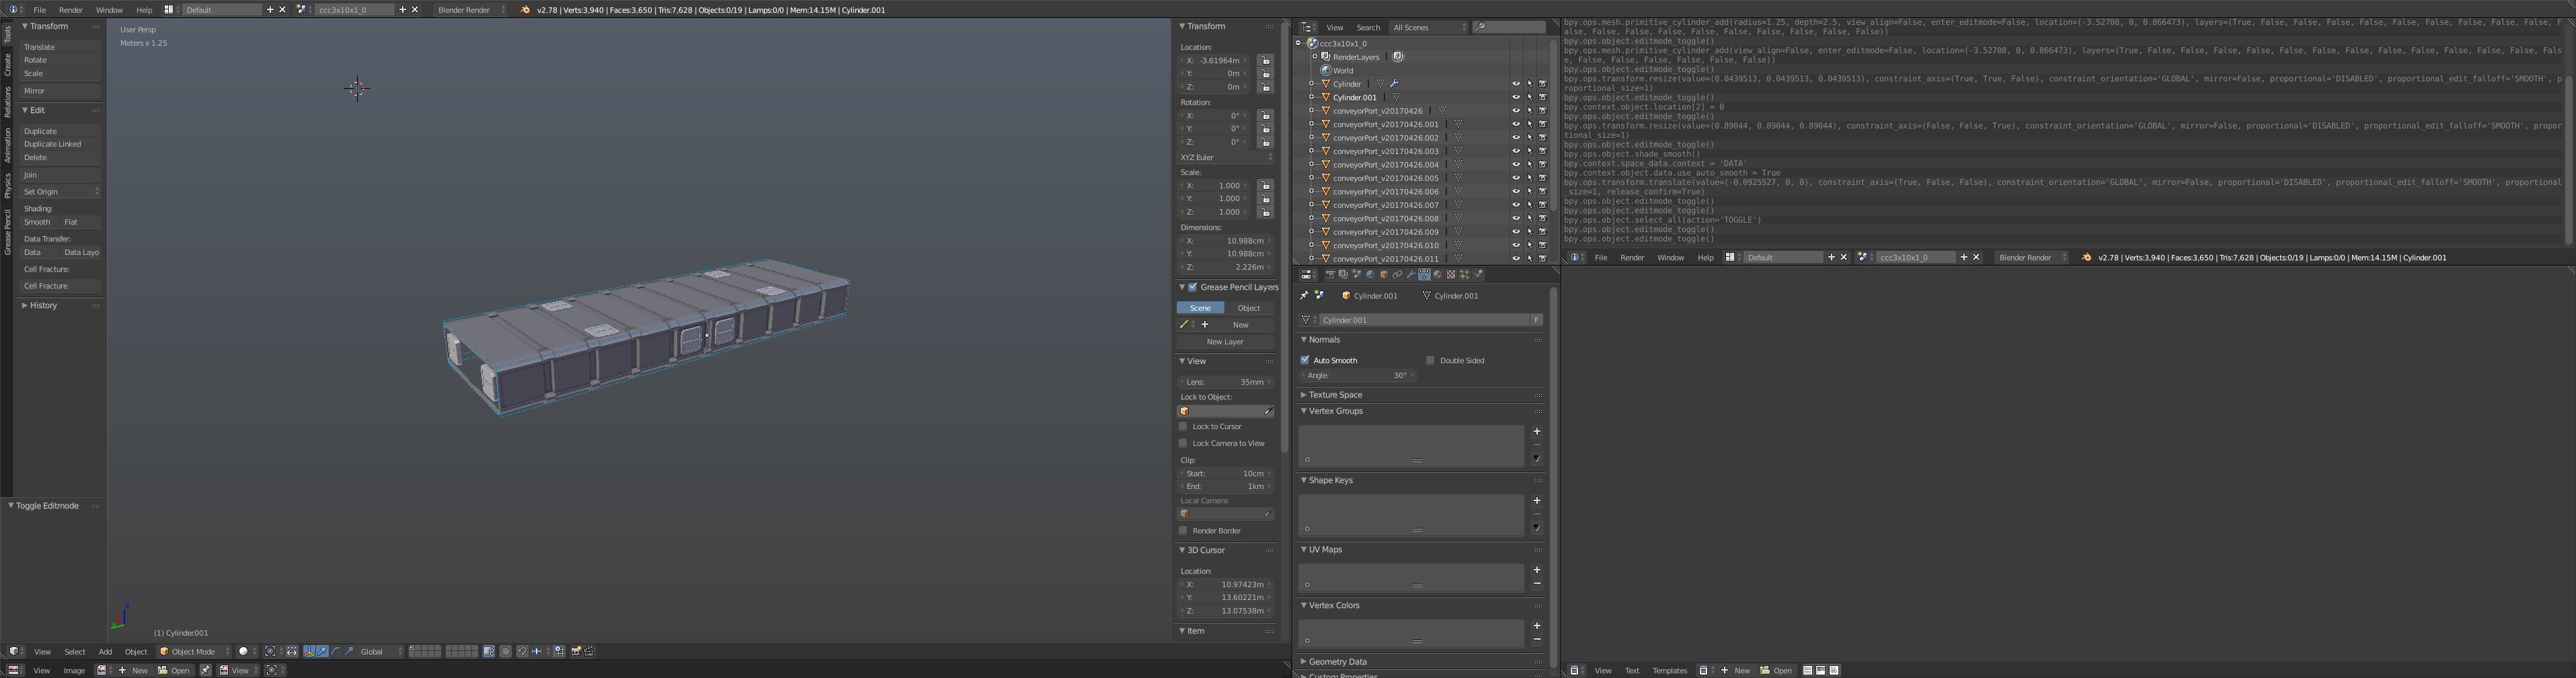 File Render Window Help Default ccc3x10x1_0 Blender Render v2.78 | Verts:3,940 | Faces:3,650 | Tris:7,628 | Objects:0/19 | Lamps:0/0 | Mem:14.15M | Cylinder.001
Tools
Create
Relations
Animation
Physics
Grease Pencil
Transform
Translate
Rotate
Scale
Mirror
Edit
Duplicate
Duplicate Linked
Delete
Join
Set Origin
Shading:
Smooth Flat
Data Transfer:
Data Data Layo
Cell Fracture:
Cell Fracture
History
Toggle Editmode
User Persp
Meters x 1.25
(1) Cylinder.001
View Select Add Object Object Mode Global
View Image New Open View
Transform
Location:
X: -3.61964m
Y: 0m
Z: 0m
Rotation:
X: 0°
Y: 0°
Z: 0°
XYZ Euler
Scale:
X: 1.000
Y: 1.000
Z: 1.000
Dimensions:
X: 10.988cm
Y: 10.988cm
Z: 2.226m
Grease Pencil Layers
Scene Object
New
New Layer
View
Lens: 35mm
Lock to Object:
Lock to Cursor
Lock Camera to View
Clip:
Start: 10cm
End: 1km
Local Camera:
Render Border
3D Cursor
Location:
X: 10.97423m
Y: 13.60221m
Z: 13.07538m
Item
View Search All Scenes
ccc3x10x1_0
RenderLayers
World
Cylinder
Cylinder.001
conveyorPort_v20170426
conveyorPort_v20170426.001
conveyorPort_v20170426.002
conveyorPort_v20170426.003
conveyorPort_v20170426.004
conveyorPort_v20170426.005
conveyorPort_v20170426.006
conveyorPort_v20170426.007
conveyorPort_v20170426.008
conveyorPort_v20170426.009
conveyorPort_v20170426.010
conveyorPort_v20170426.011
Cylinder.001 Cylinder.001
Cylinder.001 F
Normals
Auto Smooth Double Sided
Angle: 30°
Texture Space
Vertex Groups
Shape Keys
UV Maps
Vertex Colors
Geometry Data
Custom Properties
bpy.ops.mesh.primitive_cylinder_add(radius=1.25, depth=2.5, view_align=False, enter_editmode=False, location=(-3.52708, 0, 0.866473), layers=(True, False, False, False, False, False, False, False, False, False, False, F
alse, False, False, False, False, False, False, False, False))
bpy.ops.object.editmode_toggle()
bpy.ops.mesh.primitive_cylinder_add(view_align=False, enter_editmode=False, location=(-3.52708, 0, 0.866473), layers=(True, False, False, False, False, False, False, False, False, False, False, False, False, False, Fals
e, False, False, False, False, False))
bpy.ops.object.editmode_toggle()
bpy.ops.transform.resize(value=(0.0439513, 0.0439513, 0.0439513), constraint_axis=(True, True, False), constraint_orientation='GLOBAL', mirror=False, proportional='DISABLED', proportional_edit_falloff='SMOOTH', p
roportional_size=1)
bpy.ops.object.editmode_toggle()
bpy.context.object.location[2] = 0
bpy.ops.object.editmode_toggle()
bpy.ops.transform.resize(value=(0.89044, 0.89044, 0.89044), constraint_axis=(False, False, True), constraint_orientation='GLOBAL', mirror=False, proportional='DISABLED', proportional_edit_falloff='SMOOTH', propor
tional_size=1)
bpy.ops.object.editmode_toggle()
bpy.ops.object.shade_smooth()
bpy.context.space_data.context = 'DATA'
bpy.context.object.data.use_auto_smooth = True
bpy.ops.transform.translate(value=(-0.0925527, 0, 0), constraint_axis=(True, False, False), constraint_orientation='GLOBAL', mirror=False, proportional='DISABLED', proportional_edit_falloff='SMOOTH', proportional
_size=1, release_confirm=True)
bpy.ops.object.editmode_toggle()
bpy.ops.object.editmode_toggle()
bpy.ops.object.select_all(action='TOGGLE')
bpy.ops.object.editmode_toggle()
bpy.ops.object.editmode_toggle()
File Render Window Help Default ccc3x10x1_0 Blender Render v2.78 | Verts:3,940 | Faces:3,650 | Tris:7,628 | Objects:0/19 | Lamps:0/0 | Mem:14.15M | Cylinder.001
View Text Templates New Open